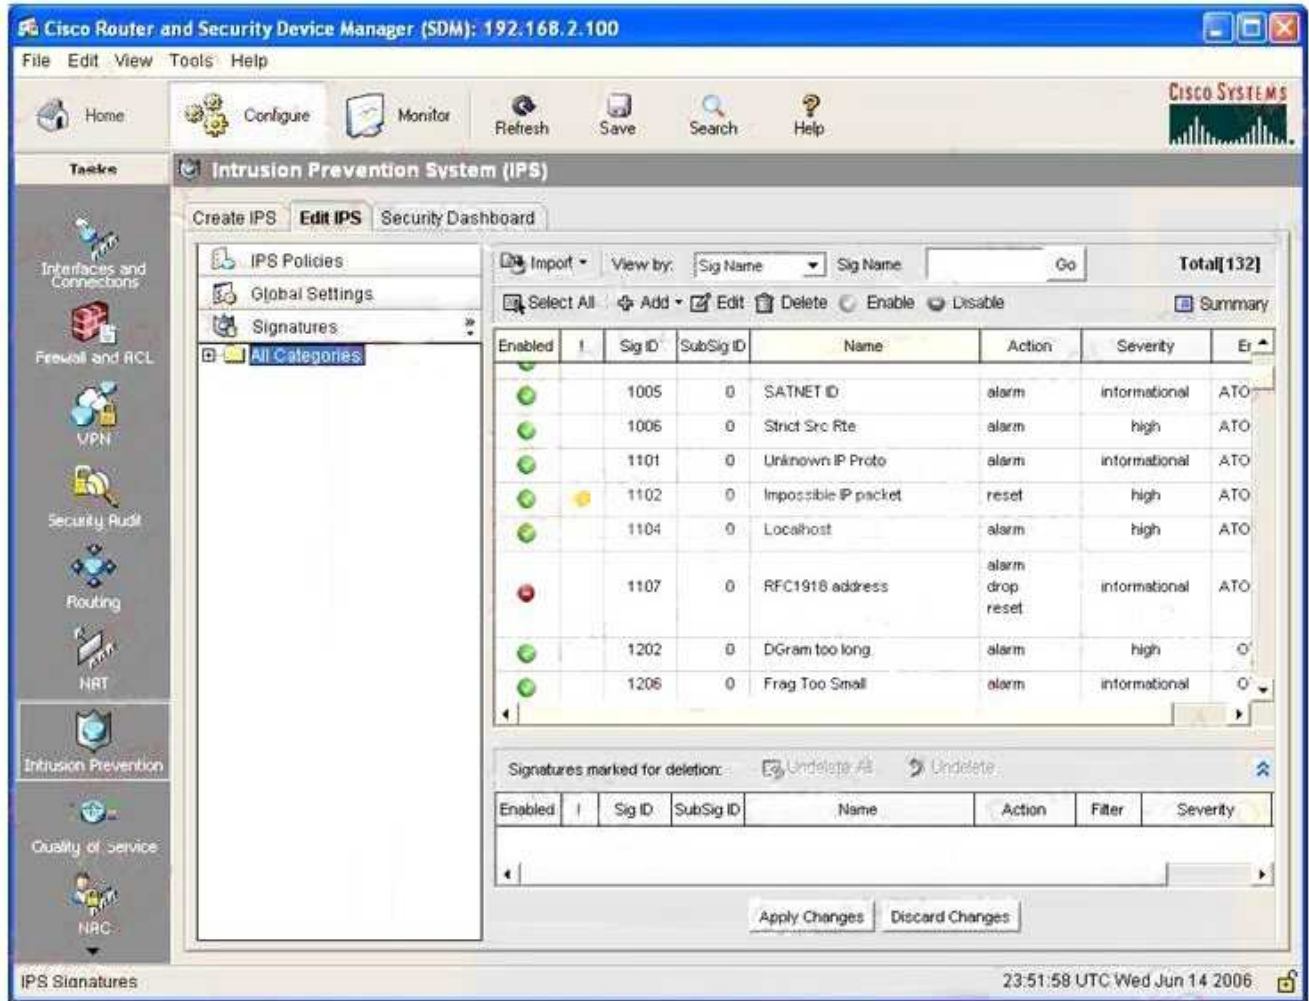 Cisco Router and Security Device Manager (SDM): 192.168.2.100
File Edit View Tools Help
Home Configure Monitor Refresh Save Search Help
CISCO SYSTEMS
Tasks
Intrusion Prevention System (IPS)
Interfaces and Connections
Firewall and ACL
VPN
Security Audit
Routing
NAT
Intrusion Prevention
Quality of Service
NAC
Create IPS Edit IPS Security Dashboard
IPS Policies
Global Settings
Signatures »
All Categories
Import View by: Sig Name Sig Name Go Total[132]
Select All Add Edit Delete Enable Disable Summary
Enabled ! Sig ID SubSig ID Name Action Severity
1005 0 SATNET ID alarm informational ATO
1006 0 Strict Src Rte alarm high ATO
1101 0 Unknown IP Proto alarm informational ATO
1102 0 Impossible IP packet reset high ATO
1104 0 Localhost alarm high ATO
1107 0 RFC1918 address alarm drop reset informational ATO
1202 0 DGram too long alarm high
1206 0 Frag Too Small alarm informational
Signatures marked for deletion: Undelete All Undelete
Enabled ! Sig ID SubSig ID Name Action Filter Severity
Apply Changes Discard Changes
IPS Signatures 23:51:58 UTC Wed Jun 14 2006